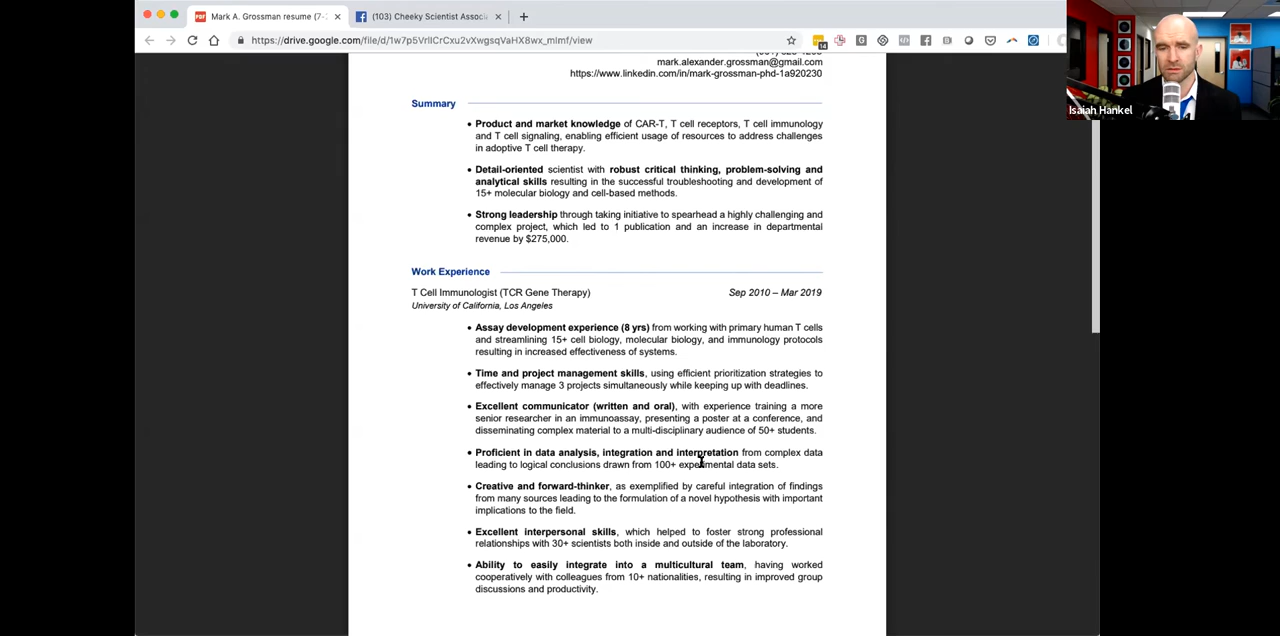 Mark A. Grossman resume (7-
(103) Cheeky Scientist Associ
https://drive.google.com/file/d/1w7p5VrlICrCxu2vXwgsqVaHX8wx_mImf/view
14
Isaiah Hankel
mark.alexander.grossman@gmail.com
https://www.linkedin.com/in/mark-grossman-phd-1a920230
Summary
• Product and market knowledge of CAR-T, T cell receptors, T cell immunology
and T cell signaling, enabling efficient usage of resources to address challenges
in adoptive T cell therapy.
• Detail-oriented scientist with robust critical thinking, problem-solving and
analytical skills resulting in the successful troubleshooting and development of
15+ molecular biology and cell-based methods.
• Strong leadership through taking initiative to spearhead a highly challenging and
complex project, which led to 1 publication and an increase in departmental
revenue by $275,000.
Work Experience
T Cell Immunologist (TCR Gene Therapy) Sep 2010 – Mar 2019
University of California, Los Angeles
• Assay development experience (8 yrs) from working with primary human T cells
and streamlining 15+ cell biology, molecular biology, and immunology protocols
resulting in increased effectiveness of systems.
• Time and project management skills, using efficient prioritization strategies to
effectively manage 3 projects simultaneously while keeping up with deadlines.
• Excellent communicator (written and oral), with experience training a more
senior researcher in an immunoassay, presenting a poster at a conference, and
disseminating complex material to a multi-disciplinary audience of 50+ students.
• Proficient in data analysis, integration and interpretation from complex data
leading to logical conclusions drawn from 100+ experimental data sets.
• Creative and forward-thinker, as exemplified by careful integration of findings
from many sources leading to the formulation of a novel hypothesis with important
implications to the field.
• Excellent interpersonal skills, which helped to foster strong professional
relationships with 30+ scientists both inside and outside of the laboratory.
• Ability to easily integrate into a multicultural team, having worked
cooperatively with colleagues from 10+ nationalities, resulting in improved group
discussions and productivity.